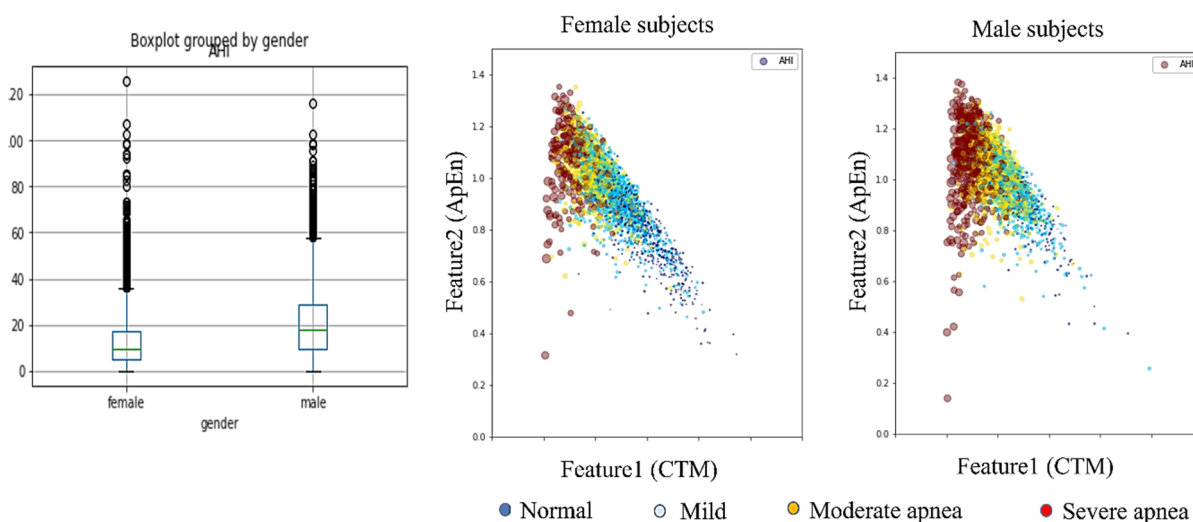 Boxplot grouped by gender
AHI
20
00
80
60
40
20
0
female
male
gender
Female subjects
AHI
1.4
1.2
1.0
0.8
0.6
0.4
0.2
0.0
Feature2 (ApEn)
Feature1 (CTM)
Male subjects
AHI
1.4
1.2
1.0
0.8
0.6
0.4
0.2
0.0
Feature2 (ApEn)
Feature1 (CTM)
Normal
Mild
Moderate apnea
Severe apnea